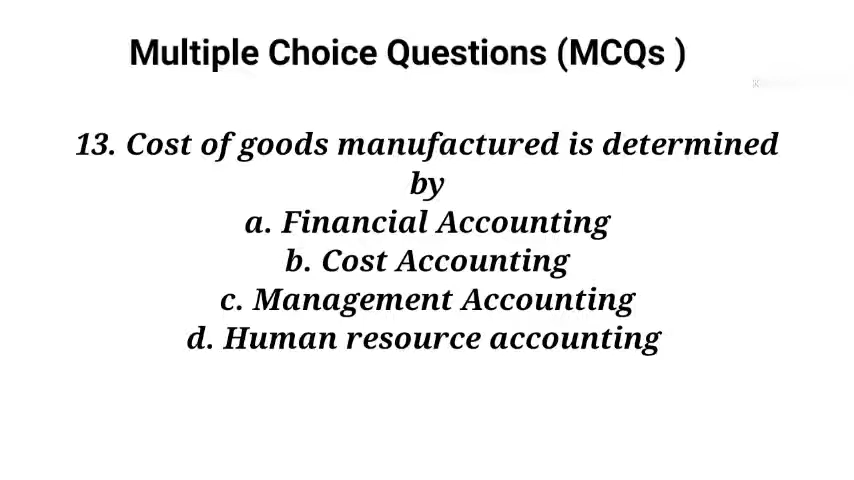 Multiple Choice Questions (MCQs )
13. Cost of goods manufactured is determined
by
a. Financial Accounting
b. Cost Accounting
c. Management Accounting
d. Human resource accounting